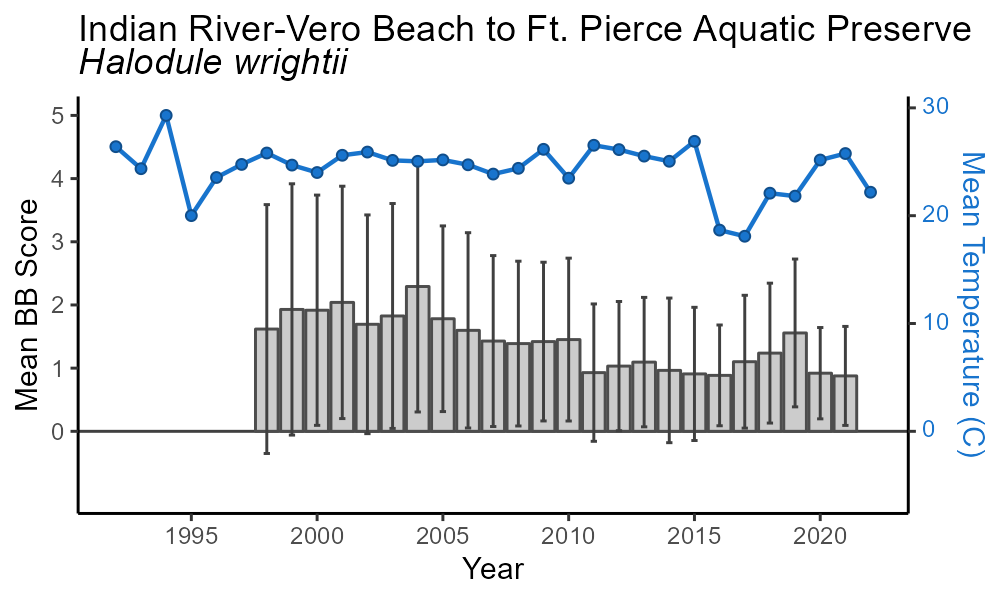 Indian River-Vero Beach to Ft. Pierce Aquatic Preserve
Halodule wrightii
Mean BB Score
5
4
3
2
1
0
30
20
10
0
Mean Temperature (C)
1995 2000 2005 2010 2015 2020
Year